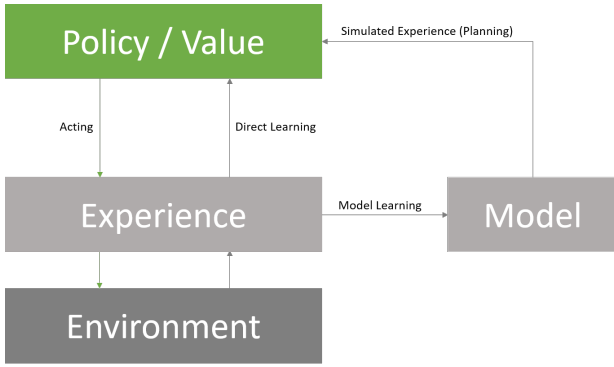 Policy / Value
Simulated Experience (Planning)
Acting
Direct Learning
Experience
Model Learning
Model
Environment